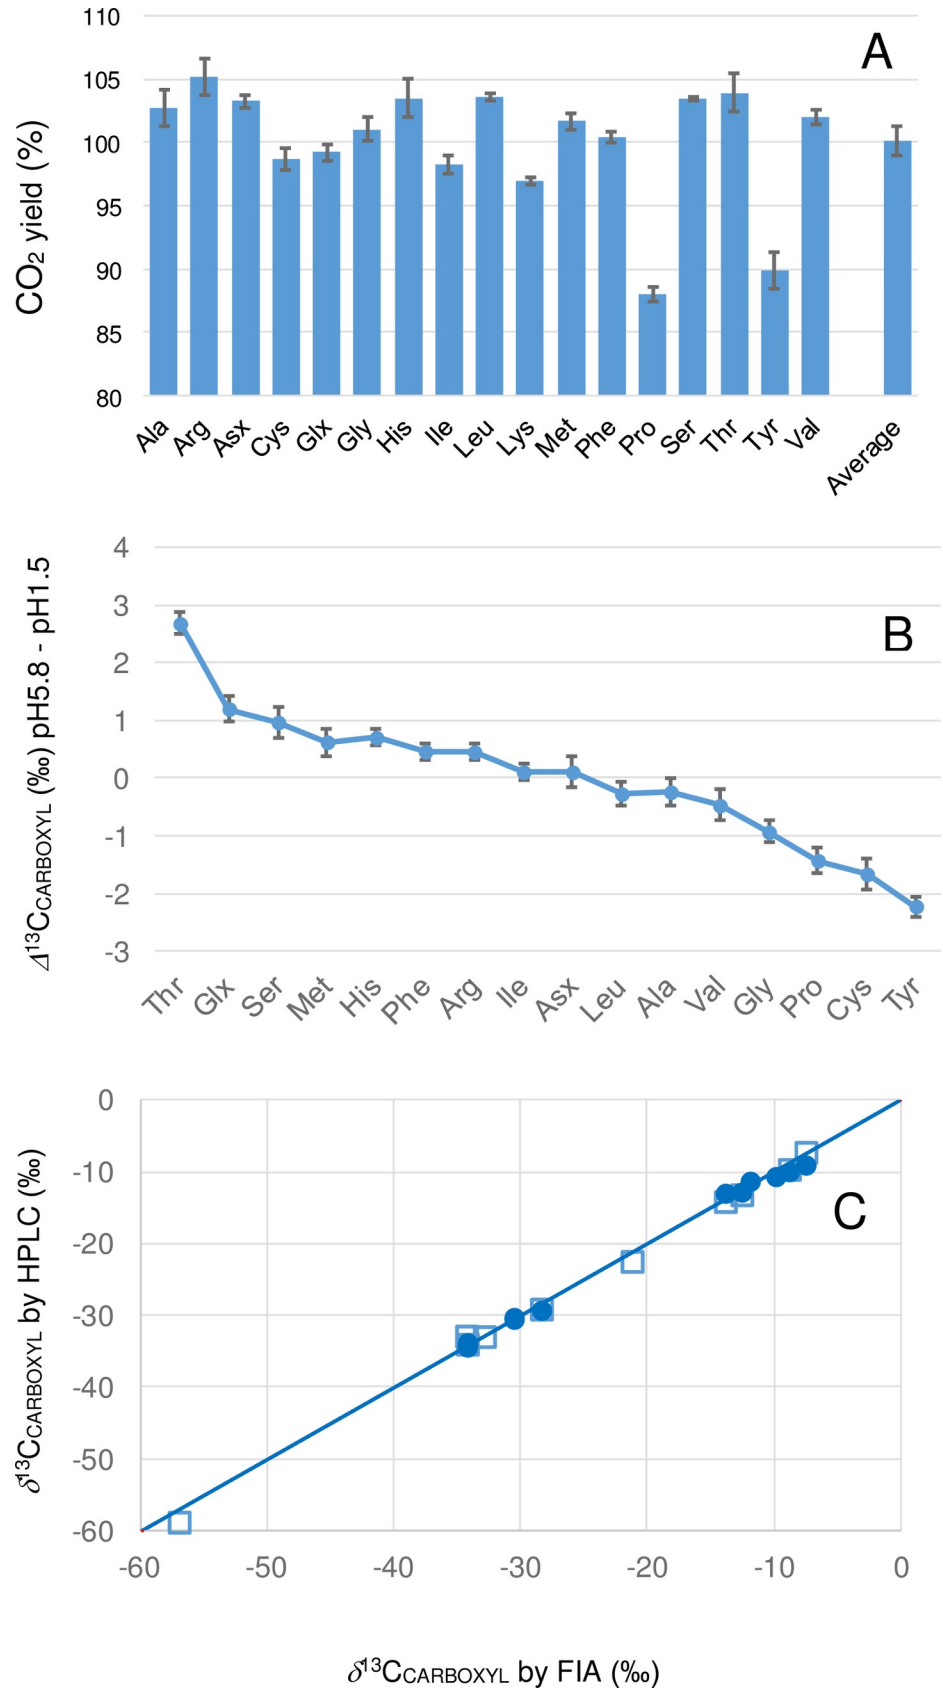 110
A
105
100
95
90
85
80
CO₂ yield (%)
Ala Arg Asx Cys Glx Gly His Ile Leu Lys Met Phe Pro Ser Thr Tyr Val Average
4
3
B
2
1
0
-1
-2
-3
Δ¹³CCARBOXYL (‰) pH5.8 - pH1.5
Thr Glx Ser Met His Phe Arg Ile Asx Leu Ala Val Gly Pro Cys Tyr
0
-10
C
-20
-30
-40
-50
-60
δ¹³CCARBOXYL by HPLC (‰)
-60 -50 -40 -30 -20 -10 0
δ¹³CCARBOXYL by FIA (‰)